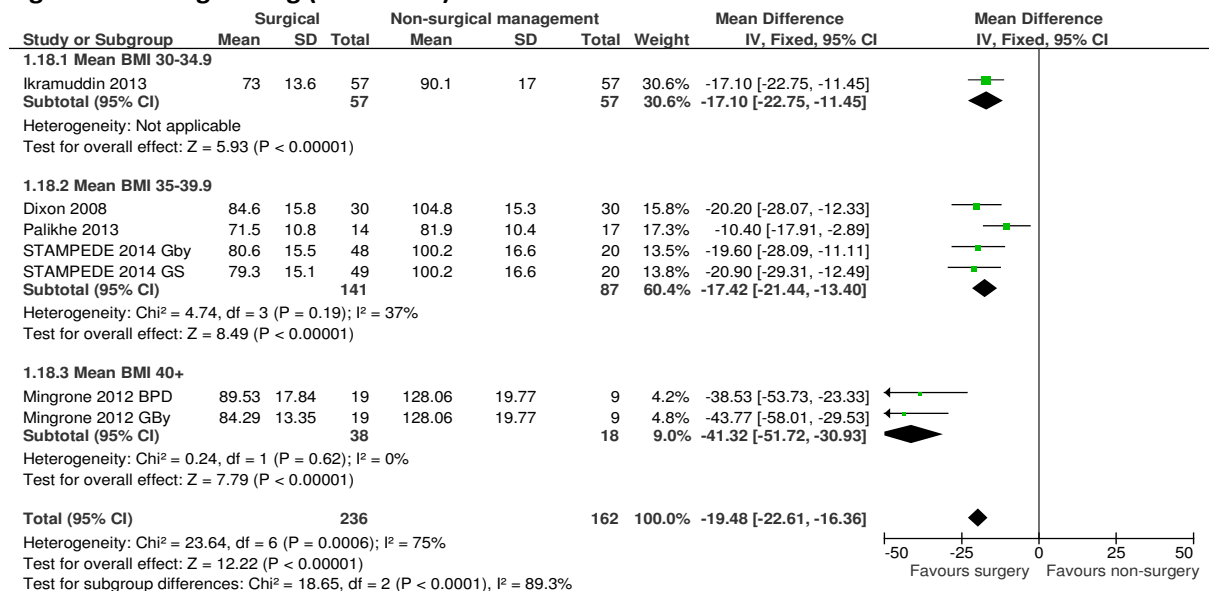 Surgical Non-surgical management Mean Difference Mean Difference
Study or Subgroup Mean SD Total Mean SD Total Weight IV, Fixed, 95% CI IV, Fixed, 95% CI
1.18.1 Mean BMI 30-34.9
Ikramuddin 2013 73 13.6 57 90.1 17 57 30.6% -17.10 [-22.75, -11.45]
Subtotal (95% CI) 57 57 30.6% -17.10 [-22.75, -11.45]
Heterogeneity: Not applicable
Test for overall effect: Z = 5.93 (P < 0.00001)
1.18.2 Mean BMI 35-39.9
Dixon 2008 84.6 15.8 30 104.8 15.3 30 15.8% -20.20 [-28.07, -12.33]
Palikhe 2013 71.5 10.8 14 81.9 10.4 17 17.3% -10.40 [-17.91, -2.89]
STAMPEDE 2014 Gby 80.6 15.5 48 100.2 16.6 20 13.5% -19.60 [-28.09, -11.11]
STAMPEDE 2014 GS 79.3 15.1 49 100.2 16.6 20 13.8% -20.90 [-29.31, -12.49]
Subtotal (95% CI) 141 87 60.4% -17.42 [-21.44, -13.40]
Heterogeneity: Chi² = 4.74, df = 3 (P = 0.19); I² = 37%
Test for overall effect: Z = 8.49 (P < 0.00001)
1.18.3 Mean BMI 40+
Mingrone 2012 BPD 89.53 17.84 19 128.06 19.77 9 4.2% -38.53 [-53.73, -23.33]
Mingrone 2012 GBy 84.29 13.35 19 128.06 19.77 9 4.8% -43.77 [-58.01, -29.53]
Subtotal (95% CI) 38 18 9.0% -41.32 [-51.72, -30.93]
Heterogeneity: Chi² = 0.24, df = 1 (P = 0.62); I² = 0%
Test for overall effect: Z = 7.79 (P < 0.00001)
Total (95% CI) 236 162 100.0% -19.48 [-22.61, -16.36]
Heterogeneity: Chi² = 23.64, df = 6 (P = 0.0006); I² = 75%
Test for overall effect: Z = 12.22 (P < 0.00001)
Test for subgroup differences: Chi² = 18.65, df = 2 (P < 0.0001), I² = 89.3%
-50 -25 0 25 50
Favours surgery Favours non-surgery